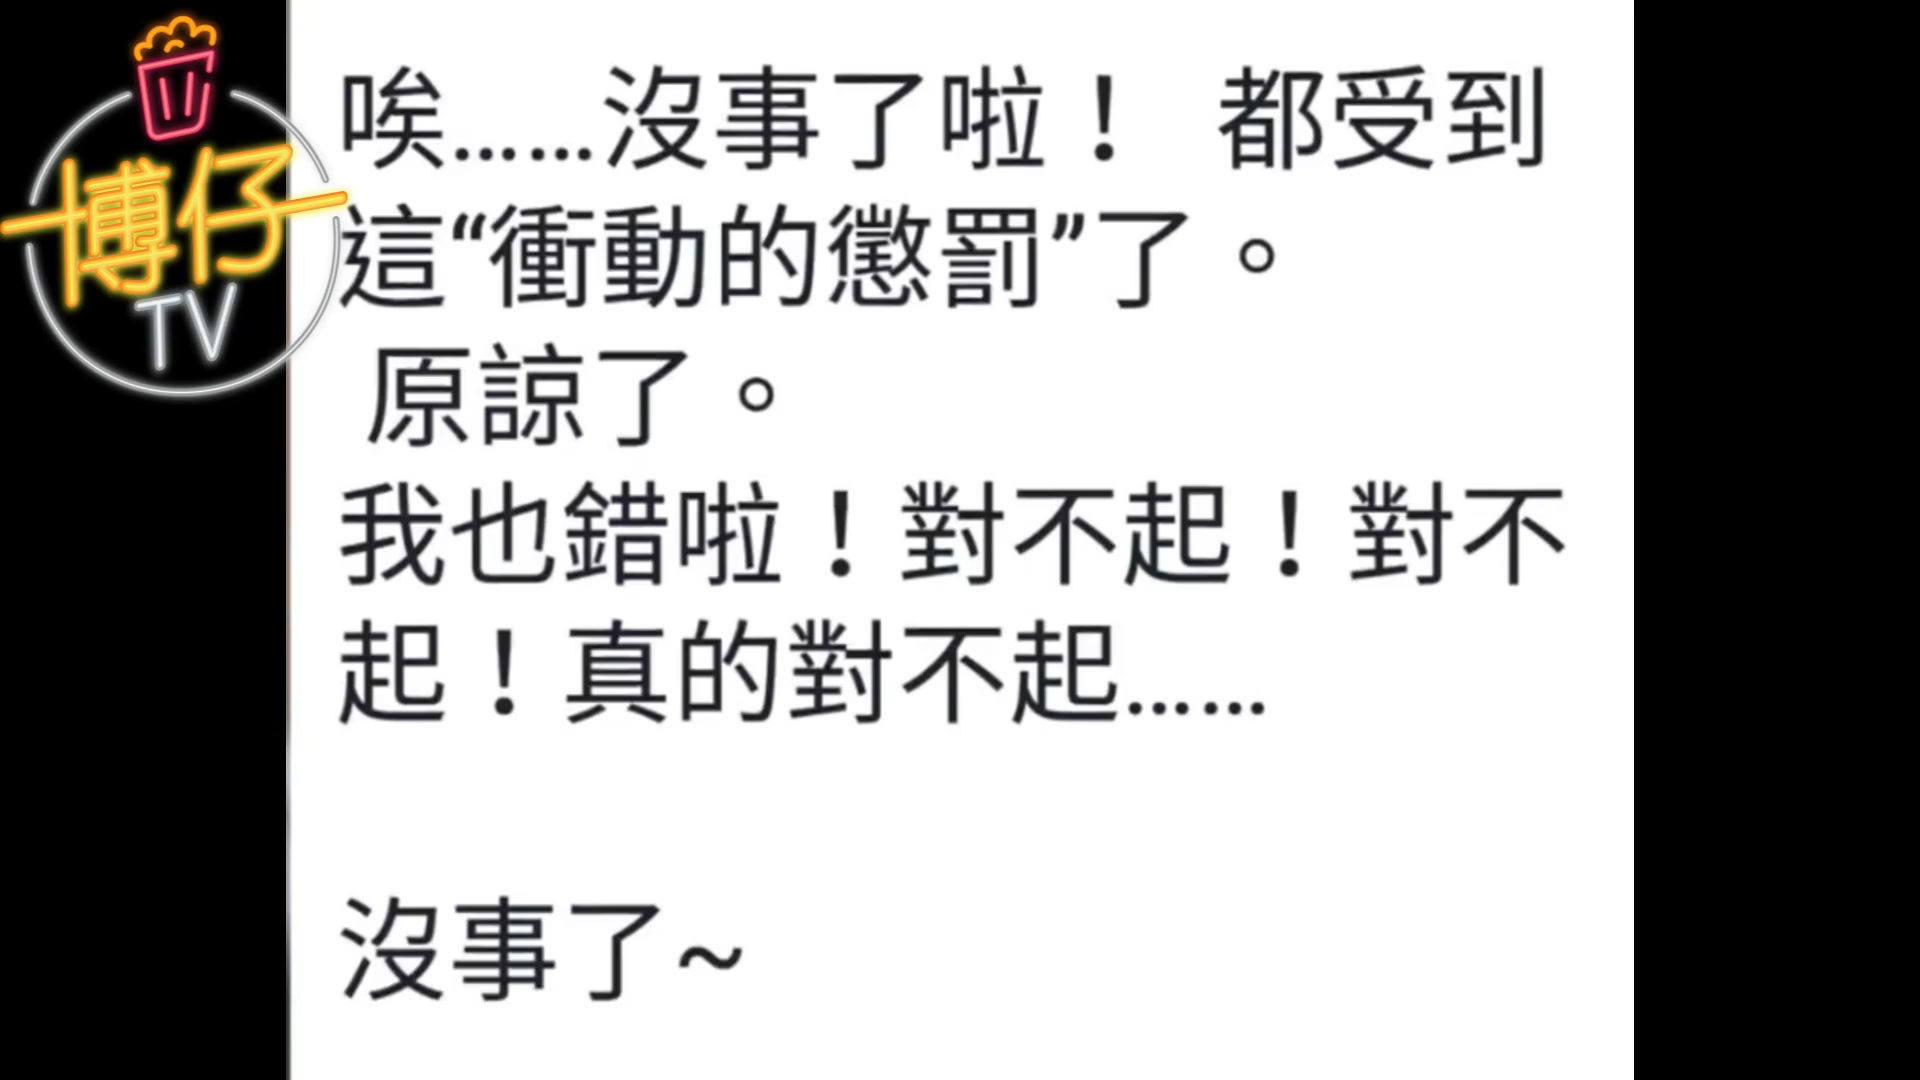 博仔
TV
唉……沒事了啦！ 都受到
這“衝動的懲罰”了。
原諒了。
我也錯啦！對不起！對不
起！真的對不起……
沒事了~